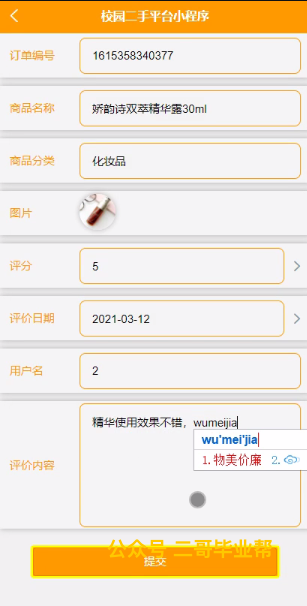 校园二手平台小程序
订单编号 1615358340377
商品名称 娇韵诗双萃精华露30ml
商品分类 化妆品
图片
评分 5
评价日期 2021-03-12
用户名 2
精华使用效果不错，wumeijia
wu'mei'jia
1.物美价廉 2.
评价内容
公众号 二哥毕业帮
提交